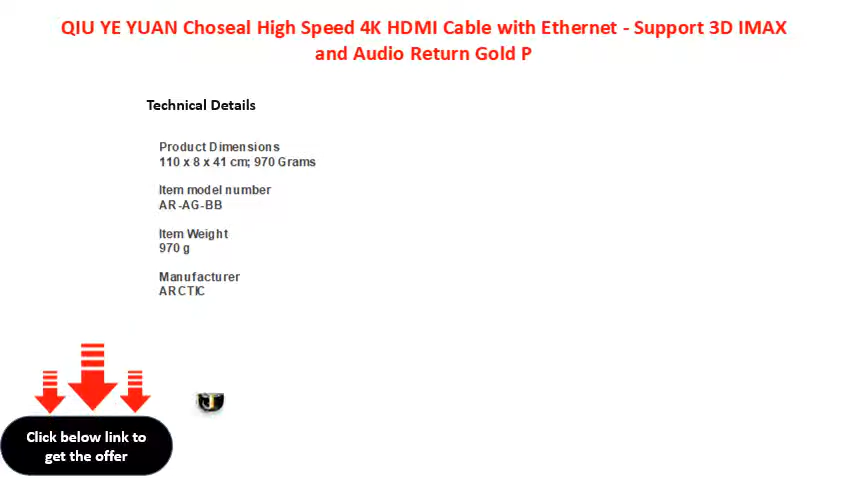 QIU YE YUAN Choseal High Speed 4K HDMI Cable with Ethernet - Support 3D IMAX
and Audio Return Gold P
Technical Details
Product Dimensions
110 x 8 x 41 cm; 970 Grams
Item model number
AR-AG-BB
Item Weight
970 g
Manufacturer
ARCTIC
Click below link to
get the offer